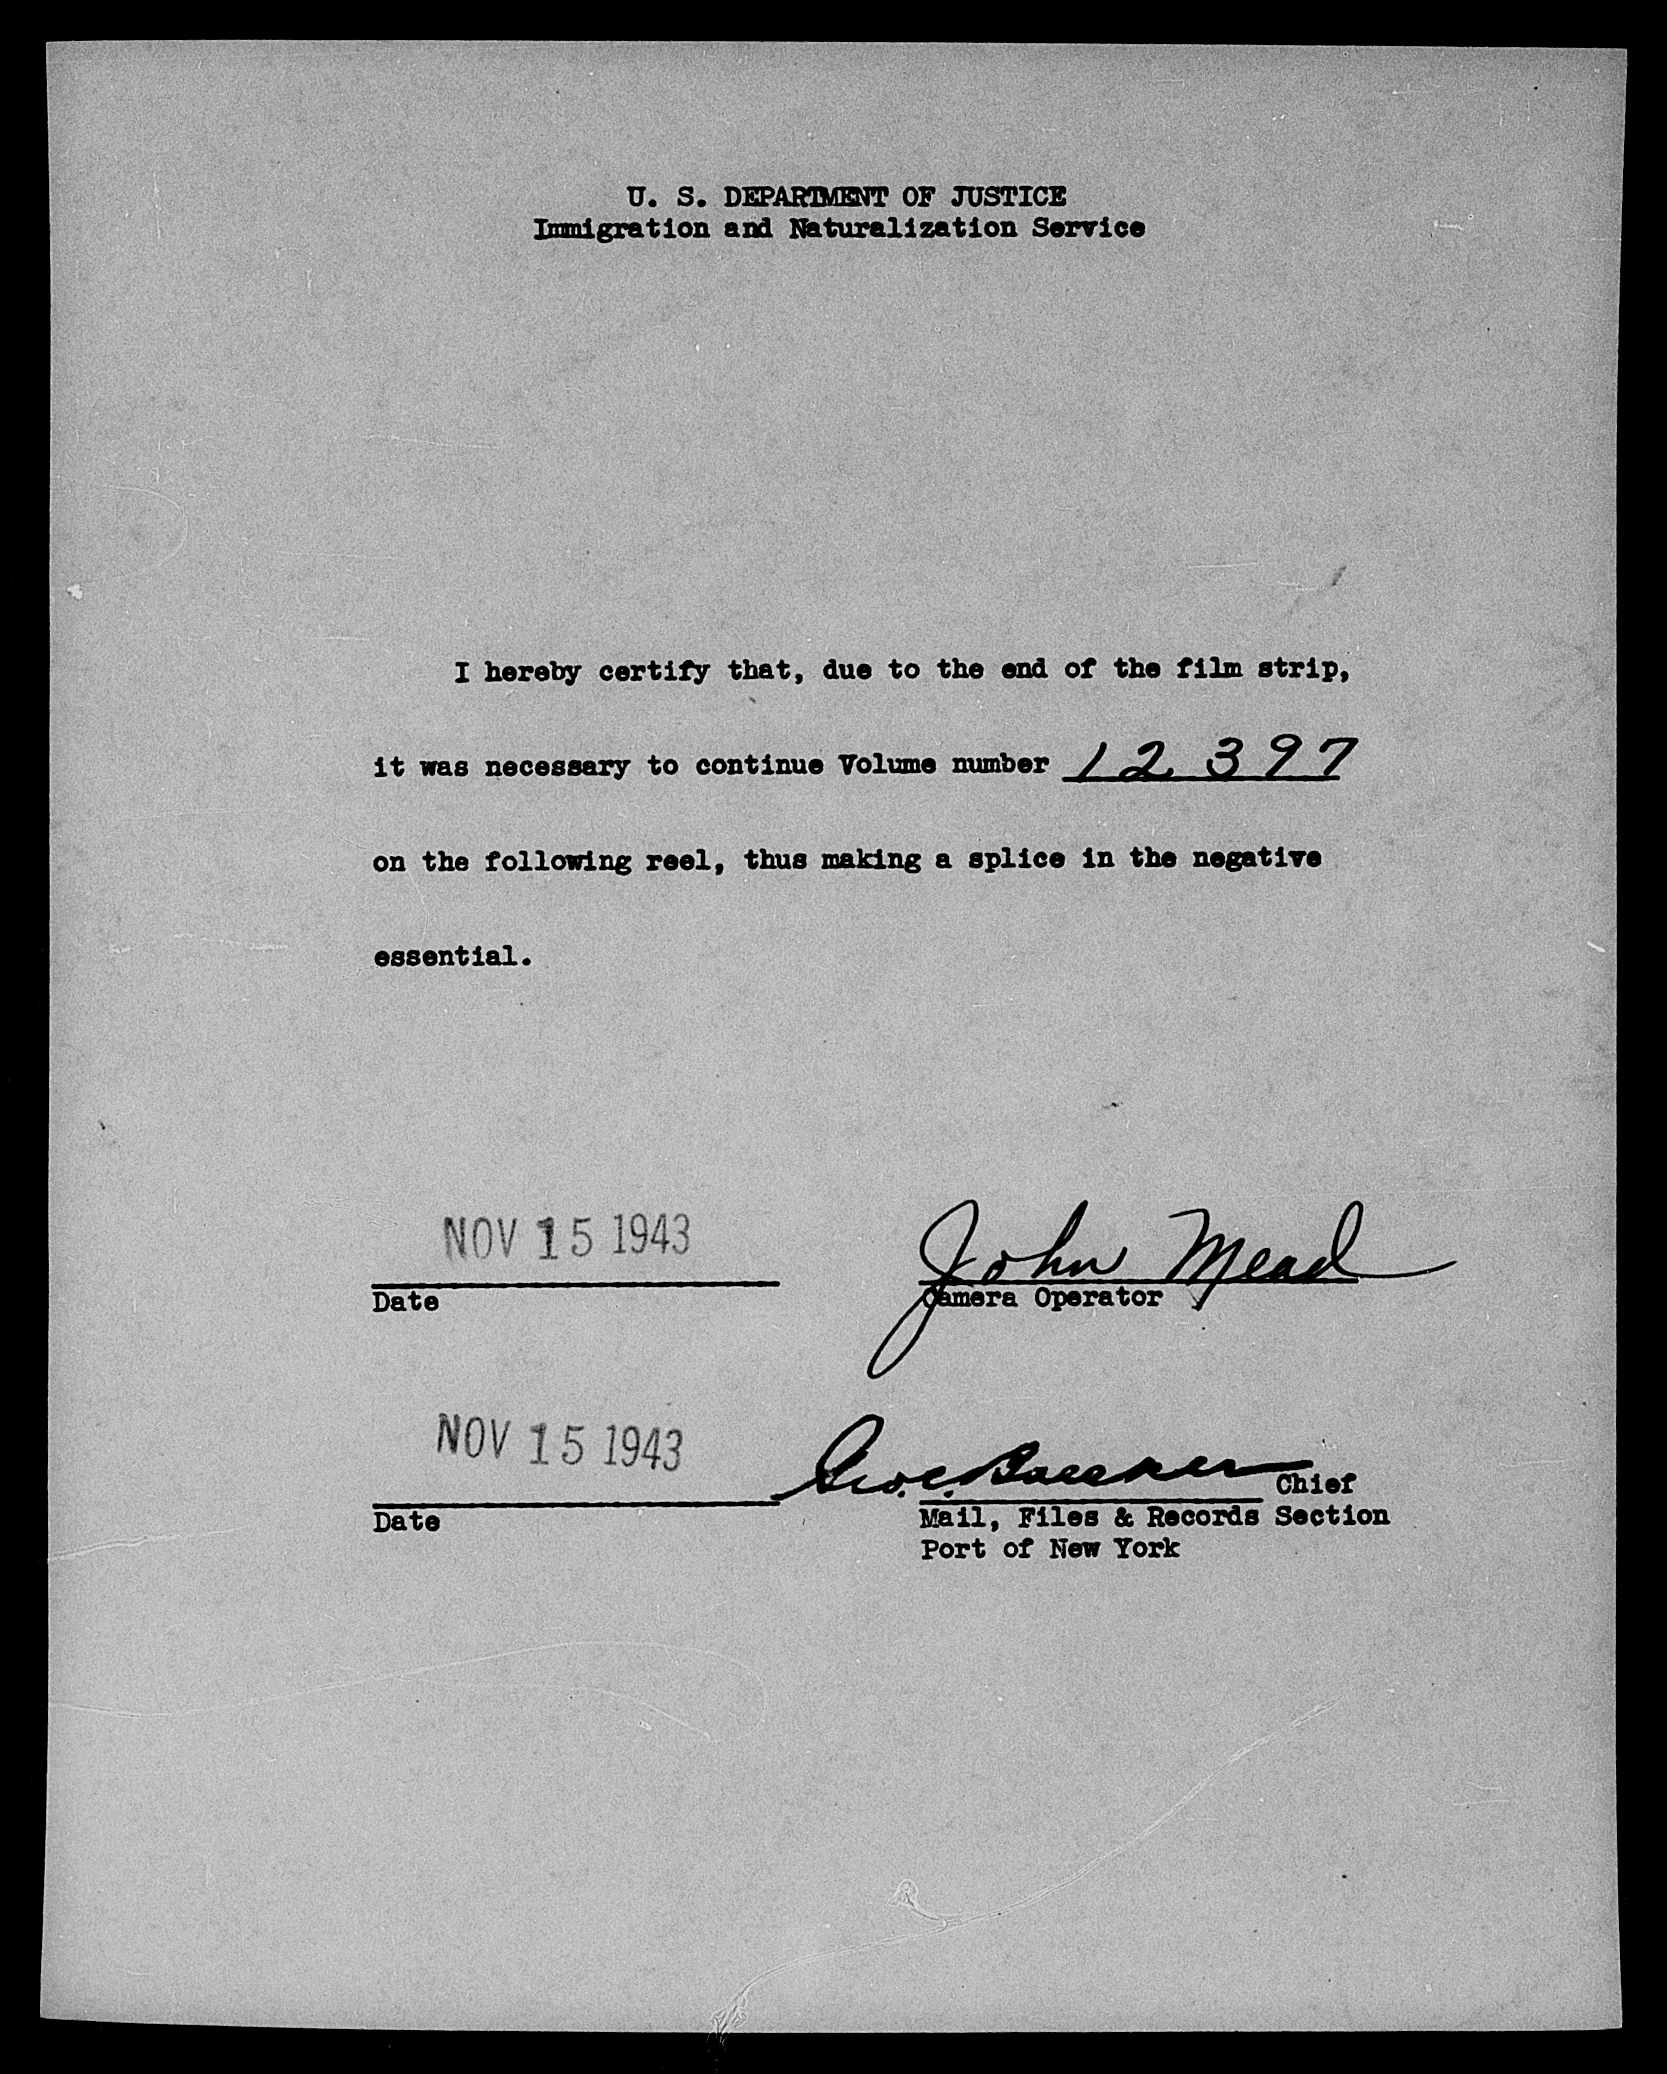 U. S. DEPARTMENT OF JUSTICE
Immigration and Naturalization Service
I hereby certify that, due to the end of the film strip,
it was necessary to continue Volume number 12397
on the following reel, thus making a splice in the negative
essential.
NOV 15 1943
John Mead
Date
Camera Operator
NOV 15 1943
Geo. C.
Chief
Date
Mail, Files & Records Section
Port of New York